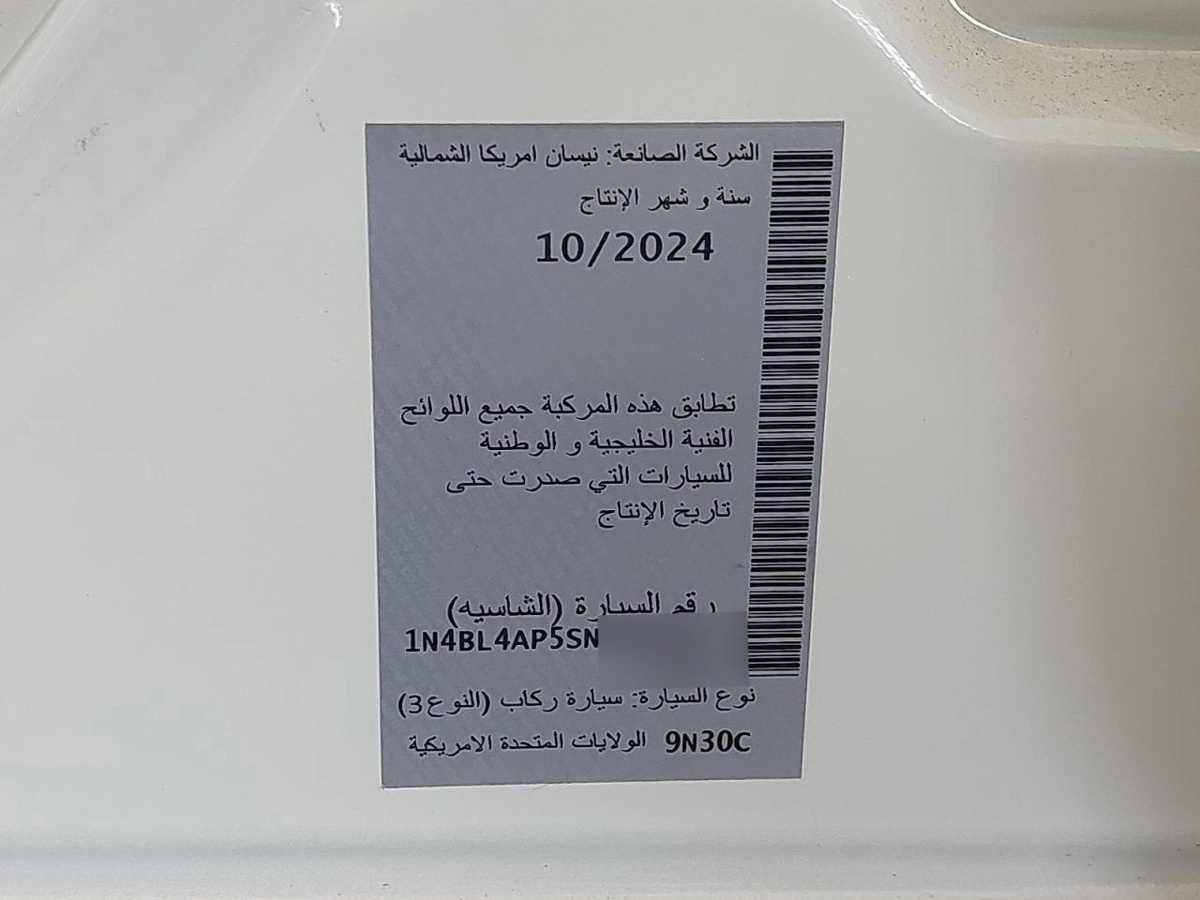 الشركة الصانعة: نيسان امريكا الشمالية
سنة و شهر الإنتاج
10/2024
تطابق هذه المركبة جميع اللوائح
الفنية الخليجية و الوطنية
للسيارات التي صدرت حتى
تاريخ الإنتاج
رقم السيارة (الشاسيه)
1N4BL4AP5SN
نوع السيارة: سيارة ركاب (النوع3)
9N30C الولايات المتحدة الامريكية